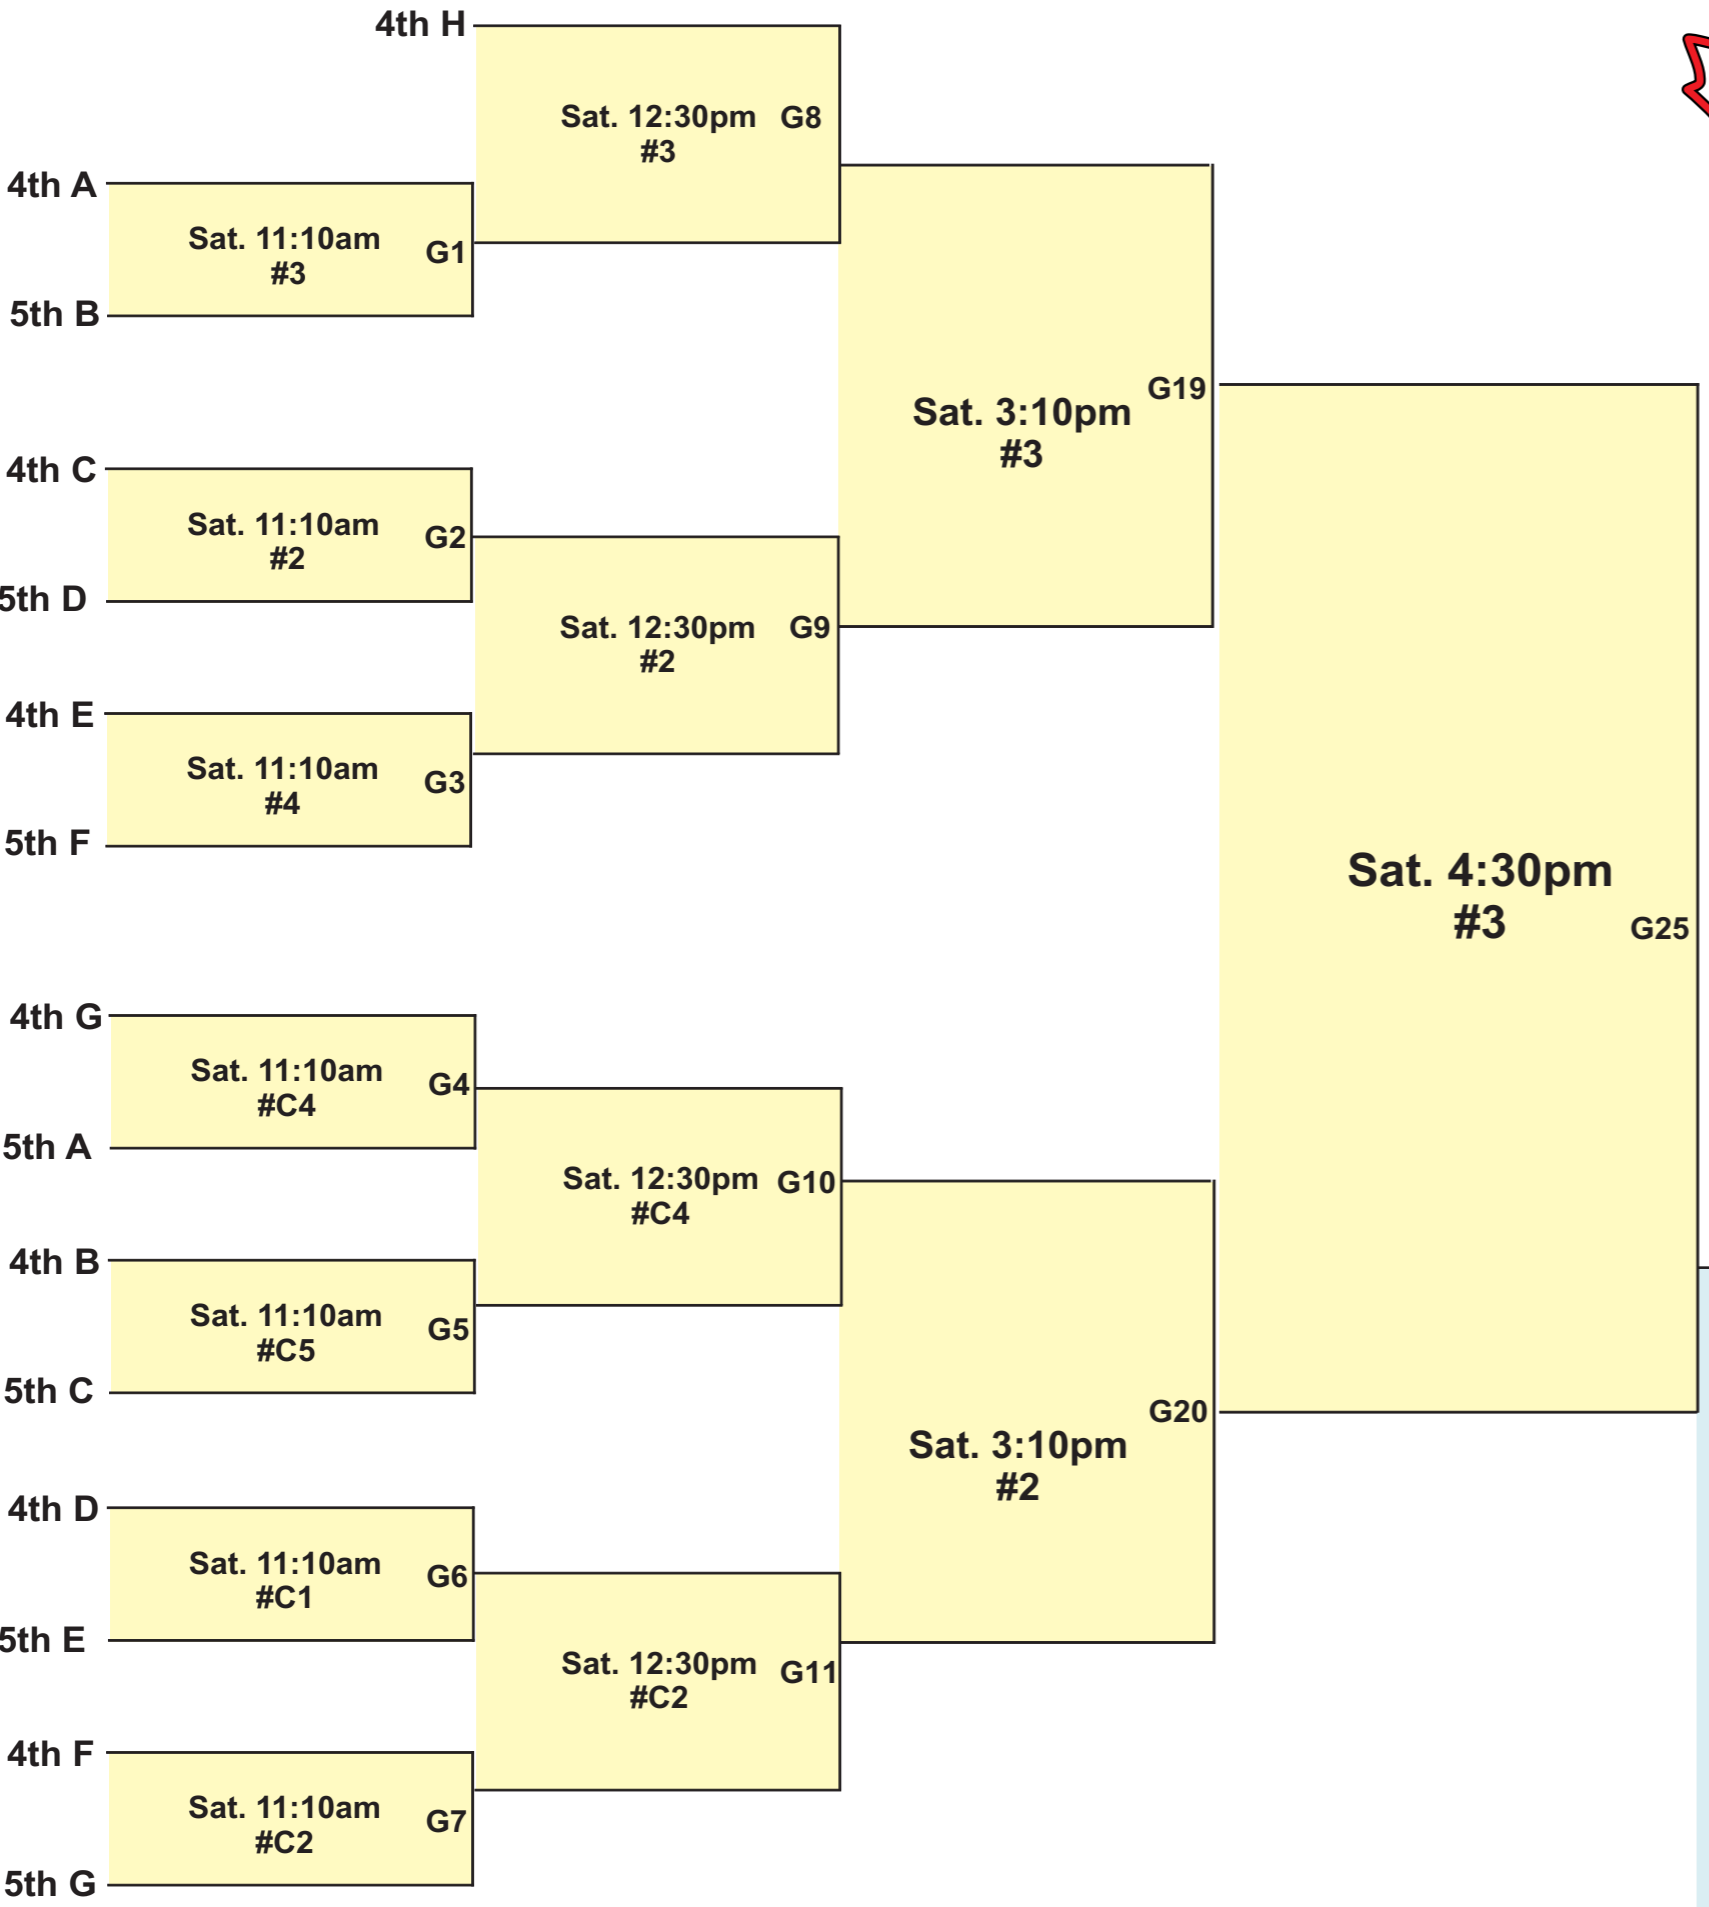 4th H
Sat. 12:30pm G8
#3
4th A
Sat. 11:10am G1
#3
5th B
Sat. 3:10pm G19
#3
4th C
Sat. 11:10am G2
#2
5th D
Sat. 12:30pm G9
#2
4th E
Sat. 11:10am G3
#4
5th F
Sat. 4:30pm
#3 G25
4th G
Sat. 11:10am G4
#C4
5th A
Sat. 12:30pm G10
#C4
4th B
Sat. 11:10am G5
#C5
5th C
Sat. 3:10pm G20
#2
4th D
Sat. 11:10am G6
#C1
5th E
Sat. 12:30pm G11
#C2
4th F
Sat. 11:10am G7
#C2
5th G